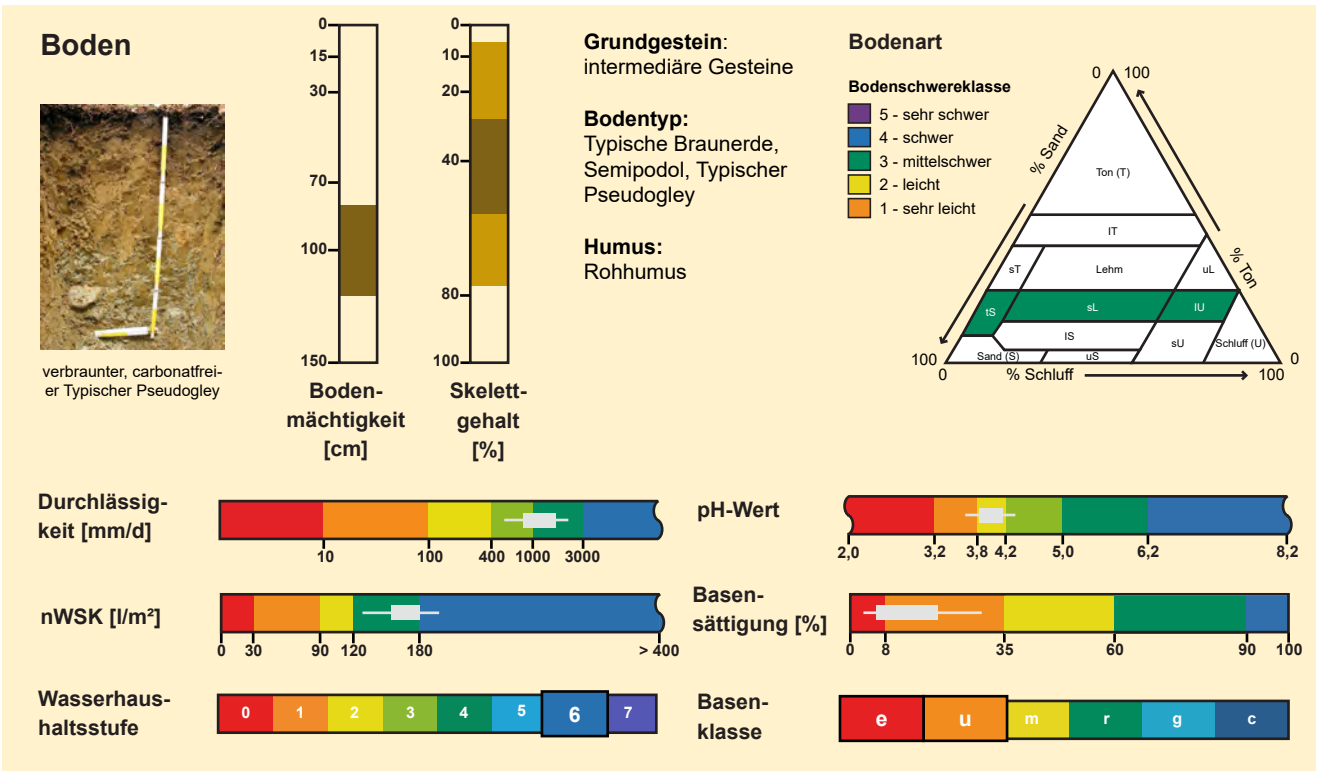 Boden
verbraunter, carbonatfrei-
er Typischer Pseudogley
0
15
30
70
100
150
Boden-
mächtigkeit
[cm]
0
10
20
40
80
100
Skelett-
gehalt
[%]
Grundgestein:
intermediäre Gesteine
Bodentyp:
Typische Braunerde,
Semipodol, Typischer
Pseudogley
Humus:
Rohhumus
Bodenart
Bodenschwereklasse
5 - sehr schwer
4 - schwer
3 - mittelschwer
2 - leicht
1 - sehr leicht
0 100
% Sand
% Ton
Ton (T)
lT
sT Lehm uL
tS sL lU
lS
Sand (S) uS sU Schluff (U)
100 0
0 % Schluff 100
Durchlässig-
keit [mm/d]
10 100 400 1000 3000
nWSK [l/m²]
0 30 90 120 180 > 400
Wasserhaus-
haltsstufe
0 1 2 3 4 5 6 7
pH-Wert
2,0 3,2 3,8 4,2 5,0 6,2 8,2
Basen-
sättigung [%]
0 8 35 60 90 100
Basen-
klasse
e u m r g c